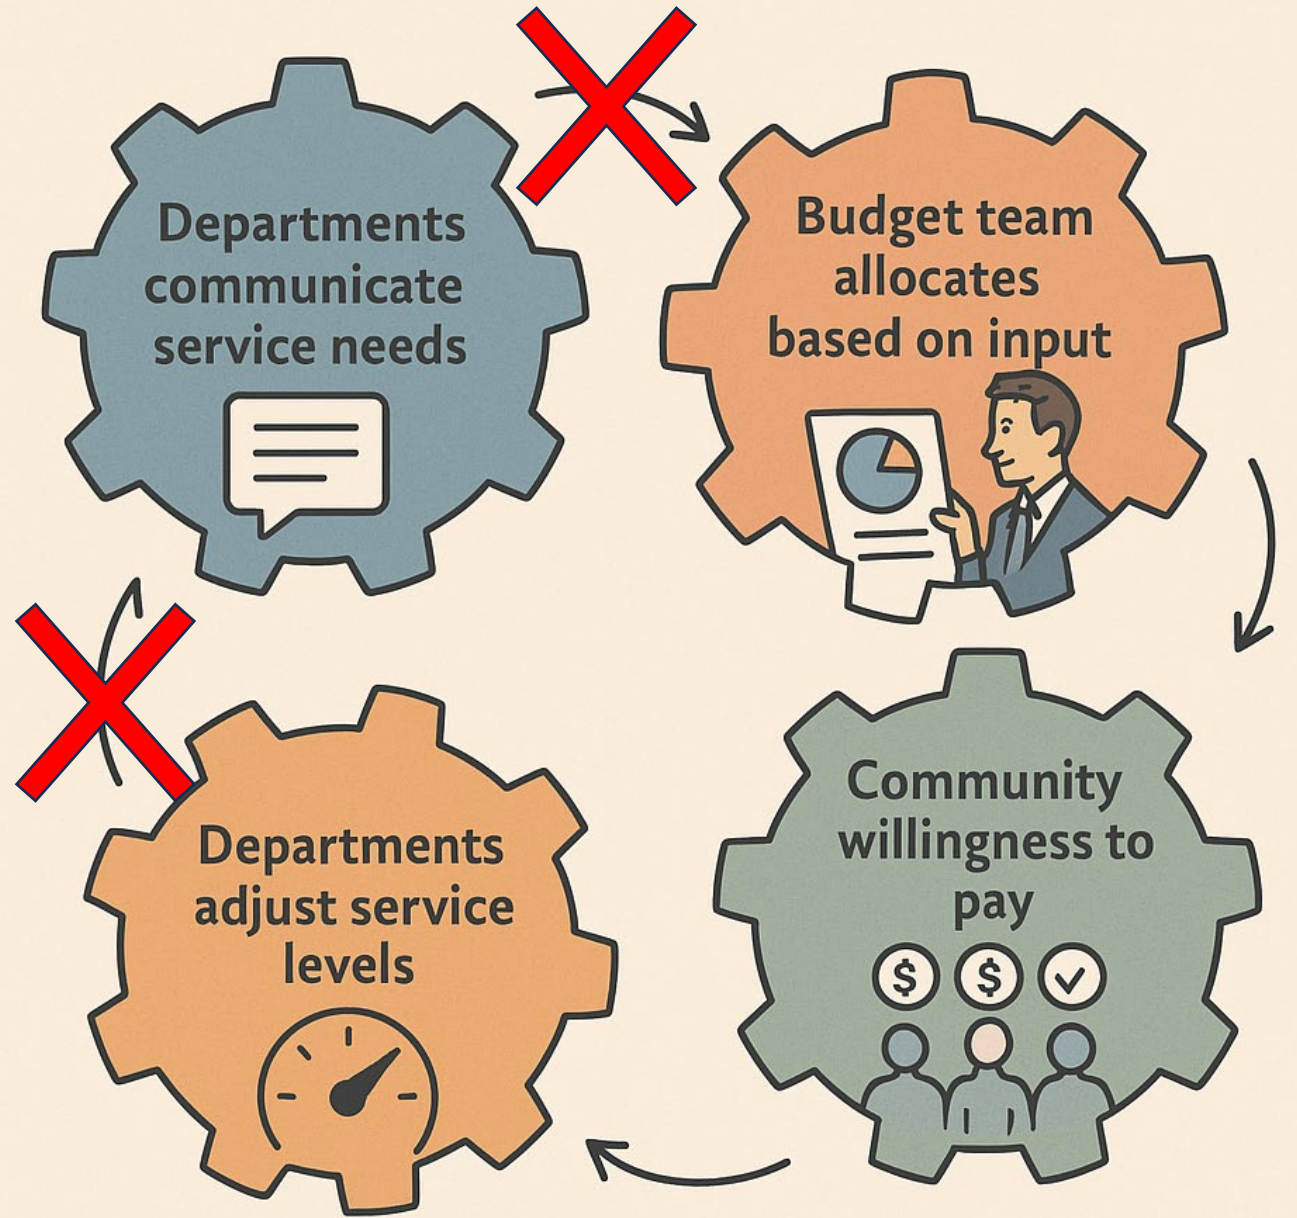 Departments
communicate
service needs
Budget team
allocates
based on input
Community
willingness to
pay
$ $
Departments
adjust service
levels